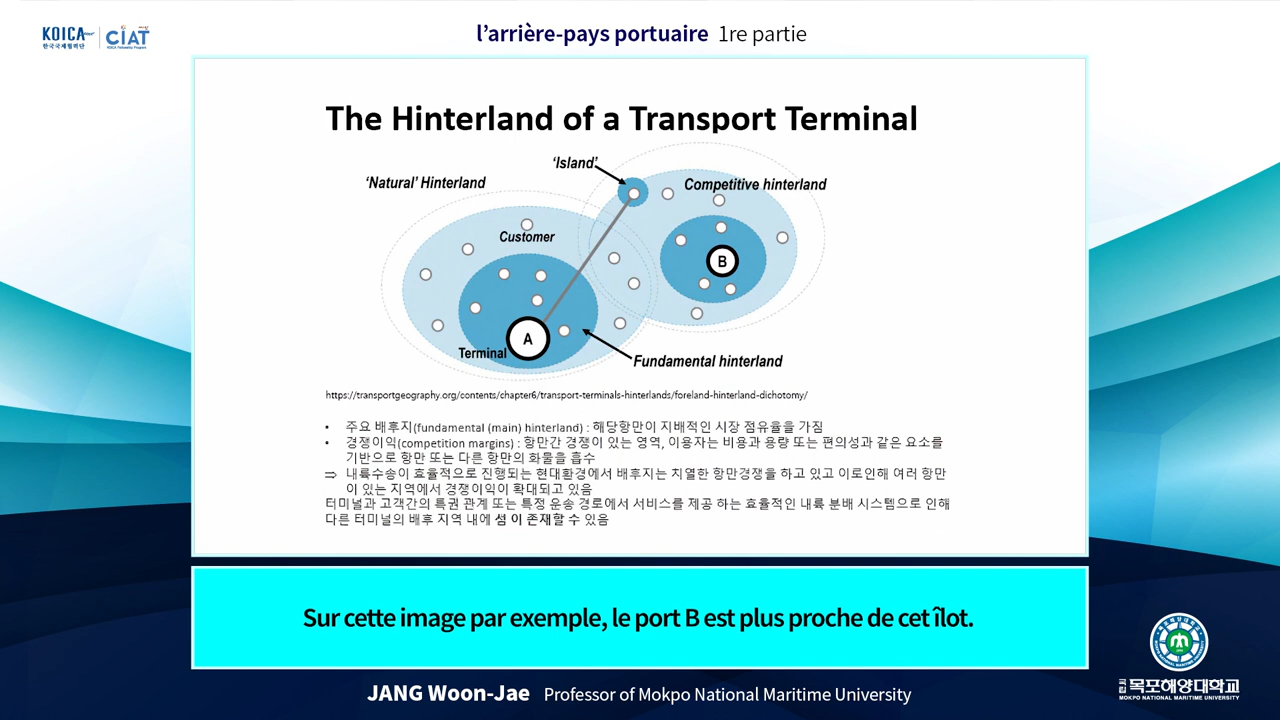 KOICA
한국국제협력단
CIAT
KOICA Fellowship Program
l'arrière-pays portuaire 1re partie
The Hinterland of a Transport Terminal
'Island'
'Natural' Hinterland
Competitive hinterland
Customer
B
A
Terminal
Fundamental hinterland
https://transportgeography.org/contents/chapter6/transport-terminals-hinterlands/foreland-hinterland-dichotomy/
• 주요 배후지(fundamental (main) hinterland) : 해당항만이 지배적인 시장 점유율을 가짐
• 경쟁이익(competition margins) : 항만간 경쟁이 있는 영역, 이용자는 비용과 용량 또는 편의성과 같은 요소를
기반으로 항만 또는 다른 항만의 화물을 흡수
⇒ 내륙수송이 효율적으로 진행되는 현대환경에서 배후지는 치열한 항만경쟁을 하고 있고 이로인해 여러 항만
이 있는 지역에서 경쟁이익이 확대되고 있음
터미널과 고객간의 특권 관계 또는 특정 운송 경로에서 서비스를 제공 하는 효율적인 내륙 분배 시스템으로 인해
다른 터미널의 배후 지역 내에 섬 이 존재할 수 있음
Sur cette image par exemple, le port B est plus proche de cet îlot.
JANG Woon-Jae Professor of Mokpo National Maritime University
국립 목포해양대학교
MOKPO NATIONAL MARITIME UNIVERSITY